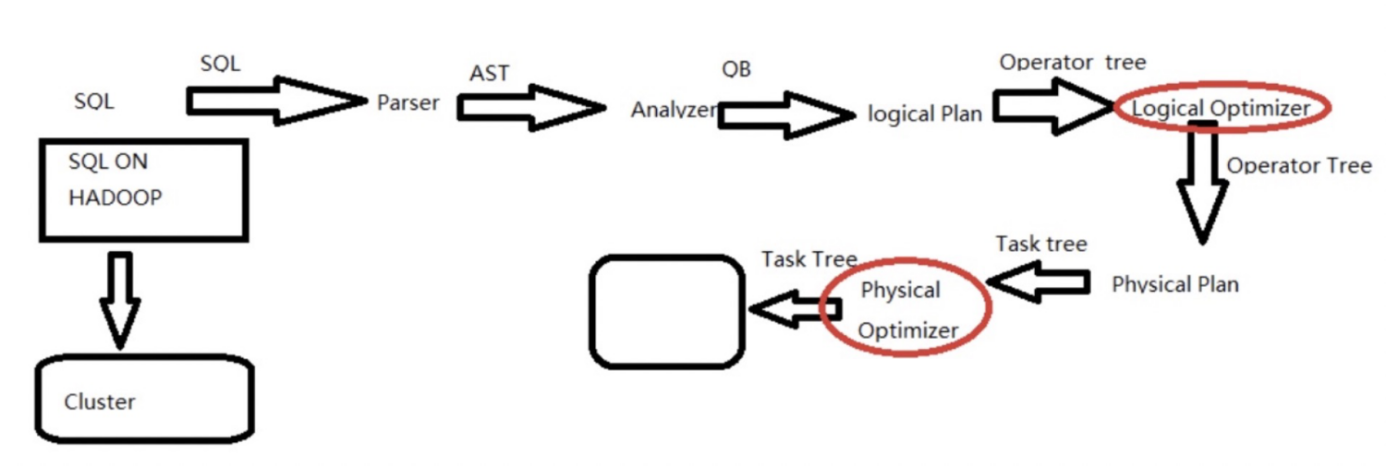 SQL
SQL
Parser
AST
Analyzer
QB
logical Plan
Operator tree
Logical Optimizer
Operator Tree
SQL ON
HADOOP
Physical Plan
Task tree
Physical
Optimizer
Task Tree
Cluster